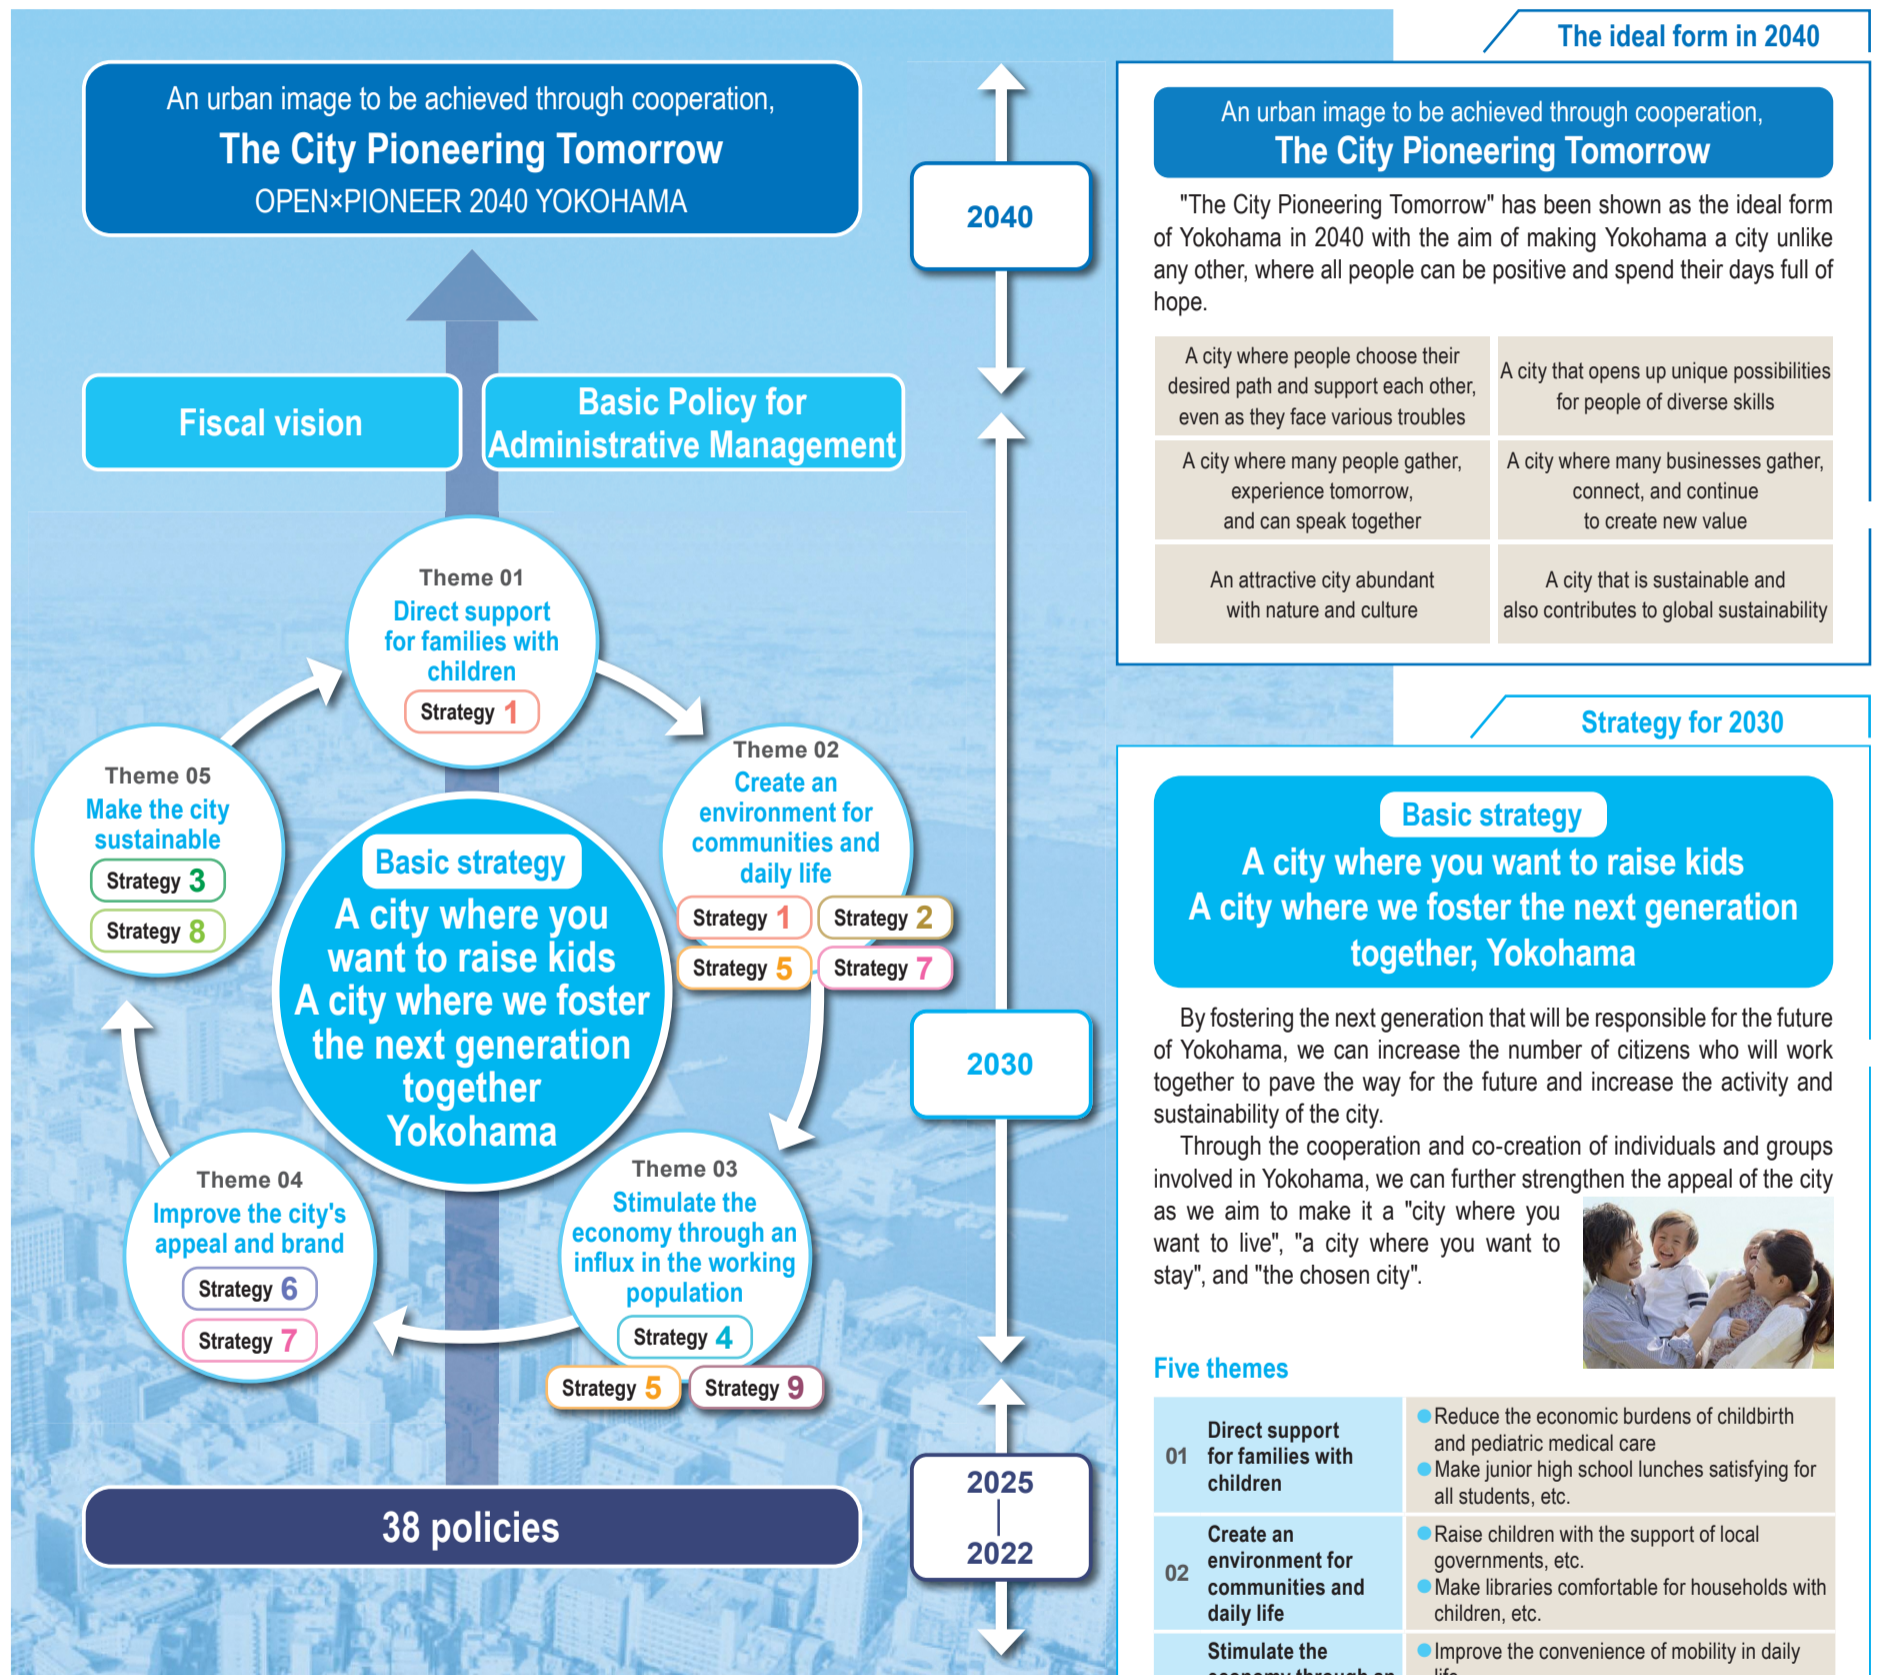 An urban image to be achieved through cooperation,
The City Pioneering Tomorrow
OPEN×PIONEER 2040 YOKOHAMA
Fiscal vision
Basic Policy for
Administrative Management
Theme 01
Direct support
for families with
children
Strategy 1
Theme 02
Create an
environment for
communities and
daily life
Strategy 1
Strategy 2
Strategy 5
Strategy 7
Theme 05
Make the city
sustainable
Strategy 3
Strategy 8
Basic strategy
A city where you
want to raise kids
A city where we foster
the next generation
together
Yokohama
Theme 04
Improve the city's
appeal and brand
Strategy 6
Strategy 7
Theme 03
Stimulate the
economy through an
influx in the working
population
Strategy 4
Strategy 5
Strategy 9
38 policies
2040
2030
2025
2022
The ideal form in 2040
An urban image to be achieved through cooperation,
The City Pioneering Tomorrow
"The City Pioneering Tomorrow" has been shown as the ideal form
of Yokohama in 2040 with the aim of making Yokohama a city unlike
any other, where all people can be positive and spend their days full of
hope.
A city where people choose their
desired path and support each other,
even as they face various troubles
A city that opens up unique possibilities
for people of diverse skills
A city where many people gather,
experience tomorrow,
and can speak together
A city where many businesses gather,
connect, and continue
to create new value
An attractive city abundant
with nature and culture
A city that is sustainable and
also contributes to global sustainability
Strategy for 2030
Basic strategy
A city where you want to raise kids
A city where we foster the next generation
together, Yokohama
By fostering the next generation that will be responsible for the future
of Yokohama, we can increase the number of citizens who will work
together to pave the way for the future and increase the activity and
sustainability of the city.
Through the cooperation and co-creation of individuals and groups
involved in Yokohama, we can further strengthen the appeal of the city
as we aim to make it a "city where you
want to live", "a city where you want to
stay", and "the chosen city".
Five themes
01
Direct support
for families with
children
●Reduce the economic burdens of childbirth
and pediatric medical care
●Make junior high school lunches satisfying for
all students, etc.
02
Create an
environment for
communities and
daily life
●Raise children with the support of local
governments, etc.
●Make libraries comfortable for households with
children, etc.
Stimulate the
economy through an
●Improve the convenience of mobility in daily
life